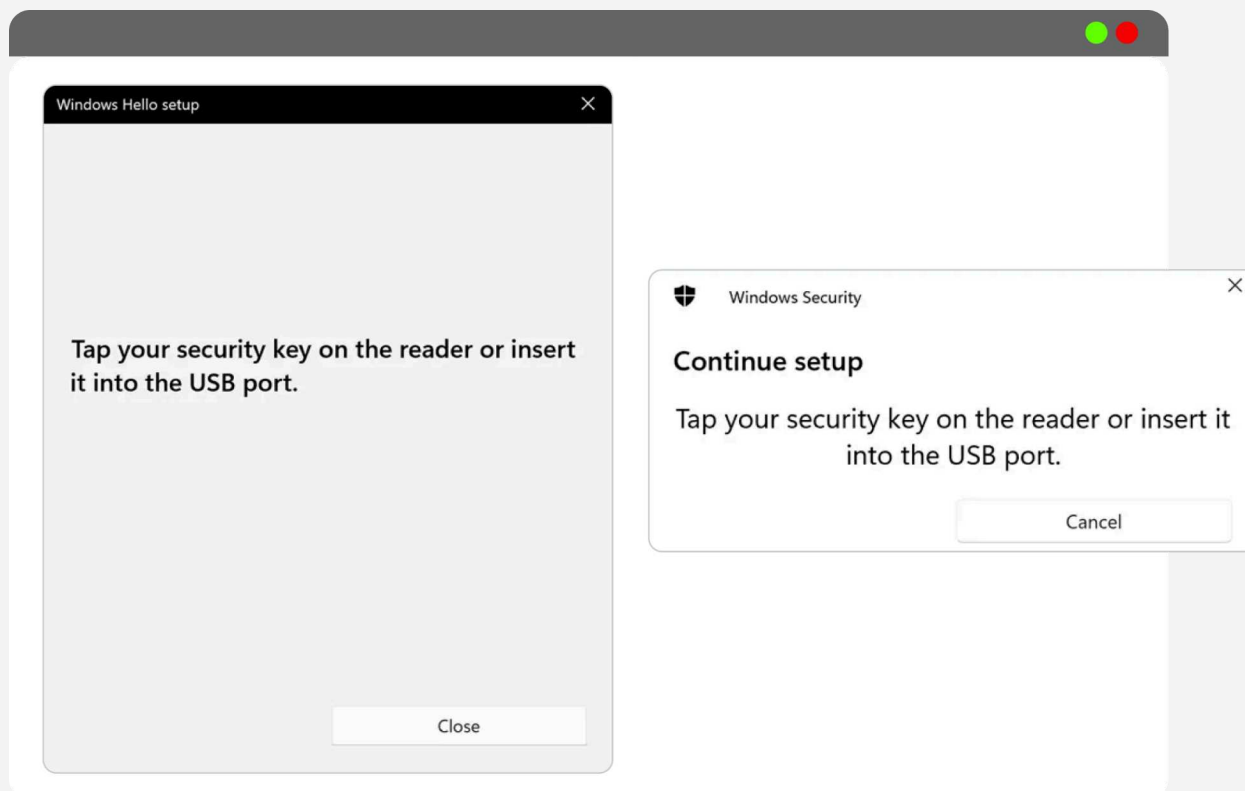 Windows Hello setup
Tap your security key on the reader or insert
it into the USB port.
Close
Windows Security
Continue setup
Tap your security key on the reader or insert it
into the USB port.
Cancel